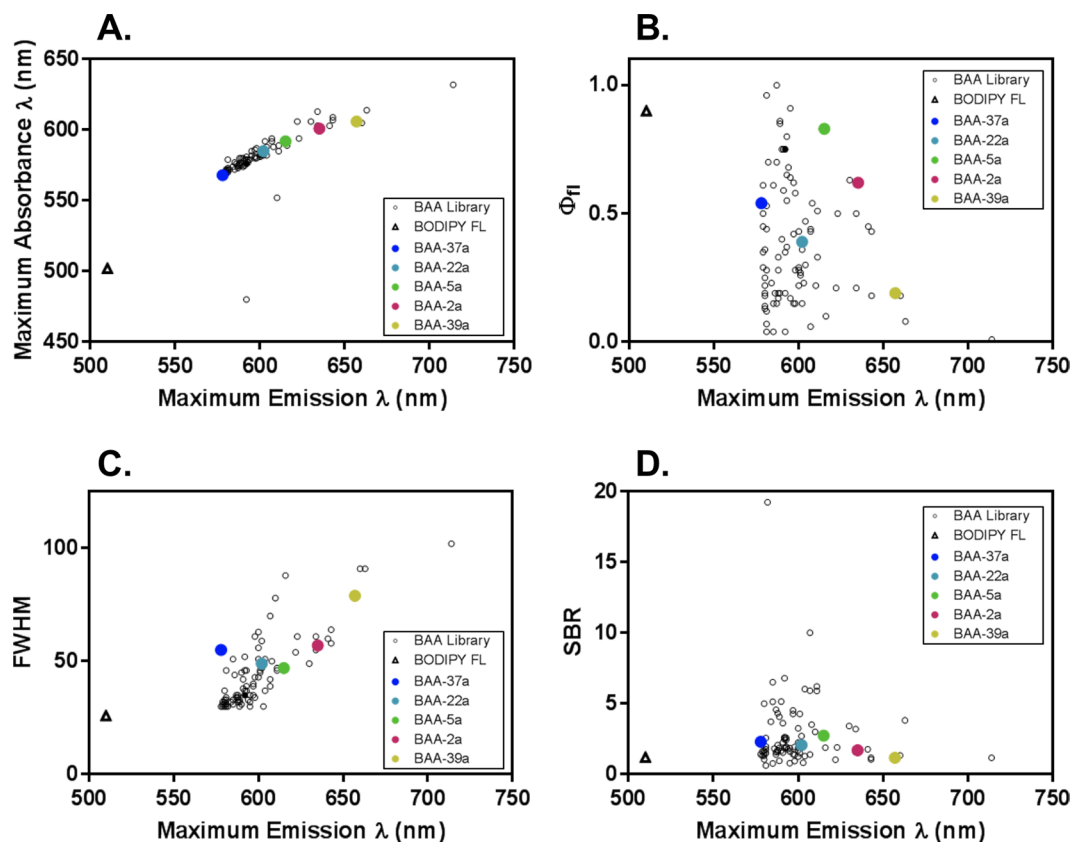 A.
Maximum Absorbance λ (nm)
650
600
550
500
450
500 550 600 650 700 750
Maximum Emission λ (nm)
BAA Library
BODIPY FL
BAA-37a
BAA-22a
BAA-5a
BAA-2a
BAA-39a
B.
Φfl
1.0
0.5
0.0
500 550 600 650 700 750
Maximum Emission λ (nm)
BAA Library
BODIPY FL
BAA-37a
BAA-22a
BAA-5a
BAA-2a
BAA-39a
C.
FWHM
100
50
0
500 550 600 650 700 750
Maximum Emission λ (nm)
BAA Library
BODIPY FL
BAA-37a
BAA-22a
BAA-5a
BAA-2a
BAA-39a
D.
SBR
20
15
10
5
0
500 550 600 650 700 750
Maximum Emission λ (nm)
BAA Library
BODIPY FL
BAA-37a
BAA-22a
BAA-5a
BAA-2a
BAA-39a